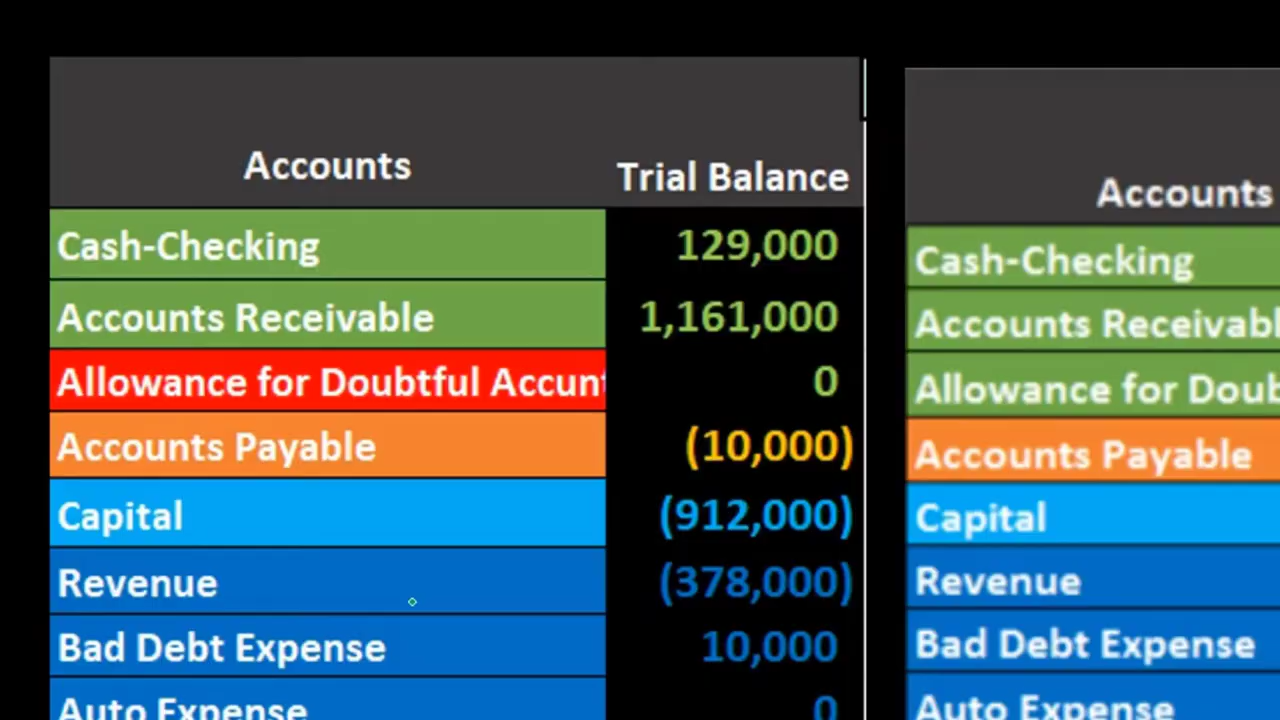 Accounts Trial Balance
Cash-Checking 129,000
Accounts Receivable 1,161,000
Allowance for Doubtful Accun
0
Accounts Payable (10,000)
Capital (912,000)
Revenue (378,000)
Bad Debt Expense 10,000
Auto Expense 0
Accounts
Cash-Checking
Accounts Receivabl
Allowance for Doub
Accounts Payable
Capital
Revenue
Bad Debt Expense
Auto Expense